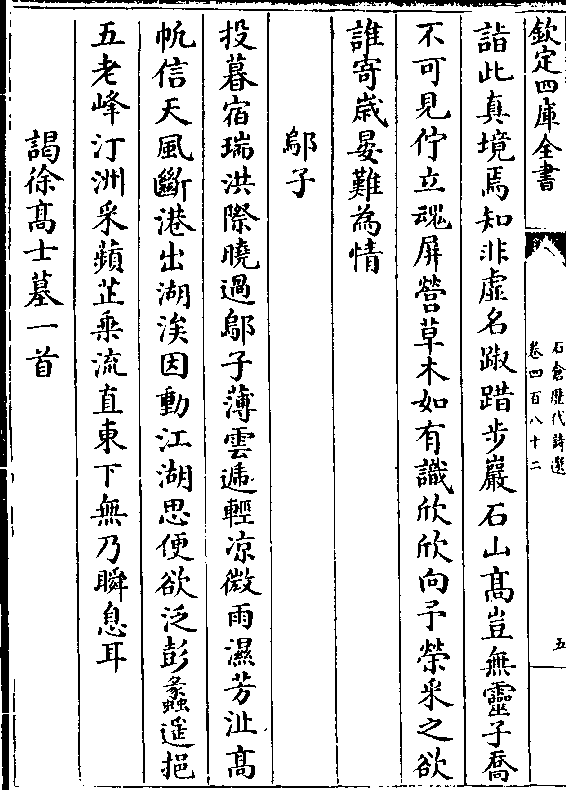 欽定四庫全書
石倉歷代詩選
卷四百八十二
五
詣此真境焉知非虛名踧踖步巖石山髙豈無靈子喬
不可見佇立魂屏營草木如有識欣欣向予榮采之欲
誰寄歲晏難為情
鄔子
投暮宿瑞洪際曉過鄔子薄雲遞輕凉微雨濕芳沚髙
帆信天風斷港出湖涘因動江湖思便欲泛彭蠡遥挹
五老峰汀洲采蘋芷乗流直東下無乃瞬息耳
謁徐髙士墓一首